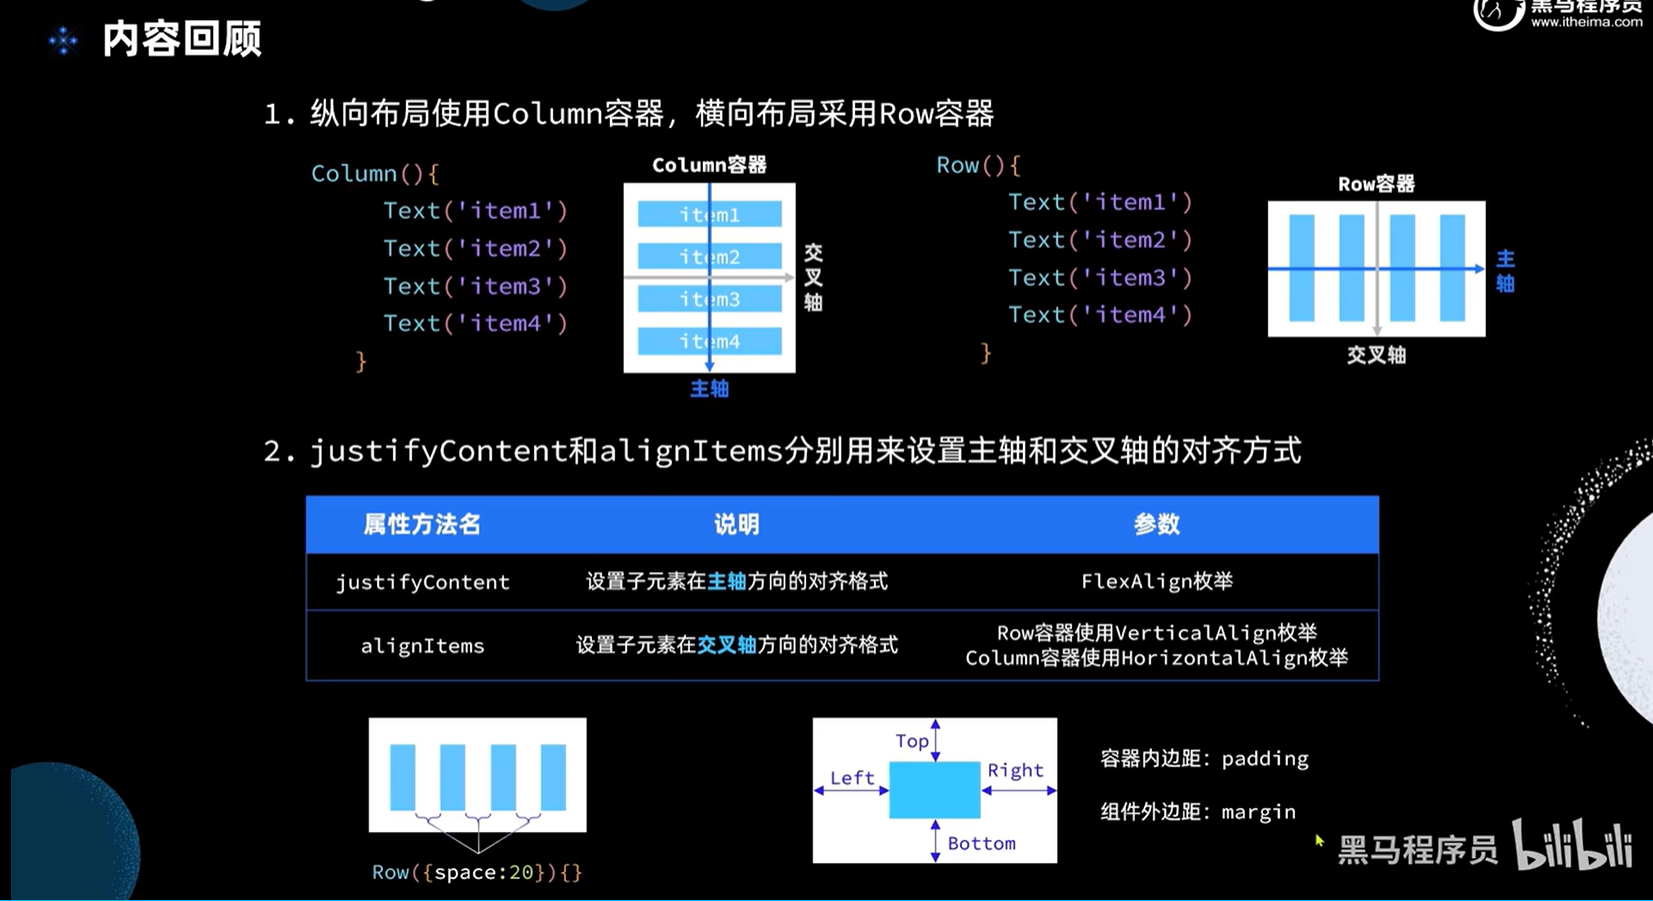 黑马程序员
www.itheima.com
内容回顾
1. 纵向布局使用Column容器，横向布局采用Row容器
Column(){
Text('item1')
Text('item2')
Text('item3')
Text('item4')
}
Column容器
item1
item2
item3
item4
交叉轴
主轴
Row(){
Text('item1')
Text('item2')
Text('item3')
Text('item4')
}
Row容器
主轴
交叉轴
2. justifyContent和alignItems分别用来设置主轴和交叉轴的对齐方式
属性方法名 说明 参数
justifyContent 设置子元素在主轴方向的对齐格式 FlexAlign枚举
alignItems 设置子元素在交叉轴方向的对齐格式 Row容器使用VerticalAlign枚举
Column容器使用HorizontalAlign枚举
Row({space:20}){}
Top
Left
Right
Bottom
容器内边距：padding
组件外边距：margin
黑马程序员 bilibili